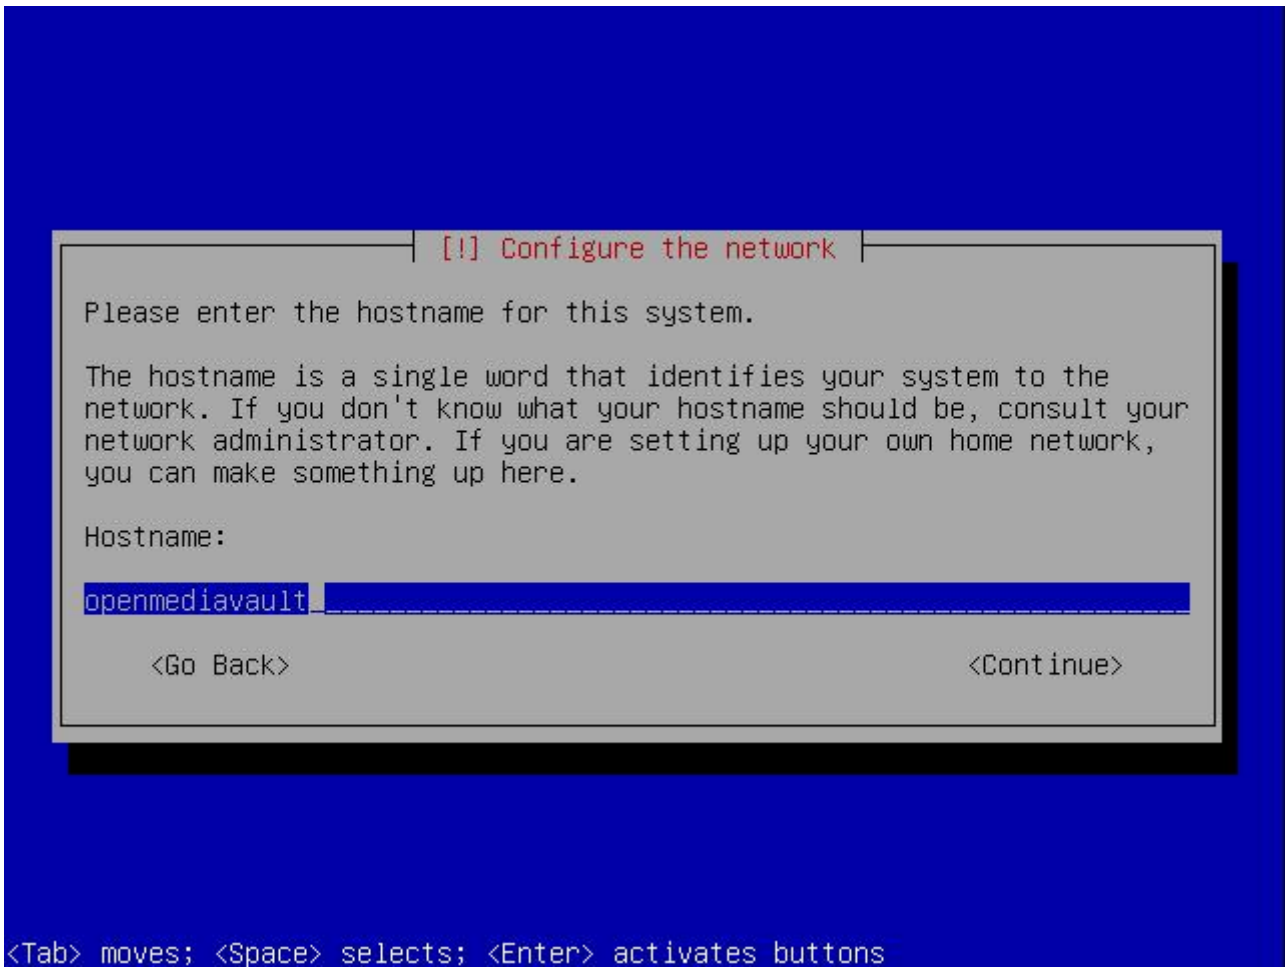 [!] Configure the network
Please enter the hostname for this system.
The hostname is a single word that identifies your system to the
network. If you don't know what your hostname should be, consult your
network administrator. If you are setting up your own home network,
you can make something up here.
Hostname:
openmediavault
<Go Back> <Continue>
<Tab> moves; <Space> selects; <Enter> activates buttons